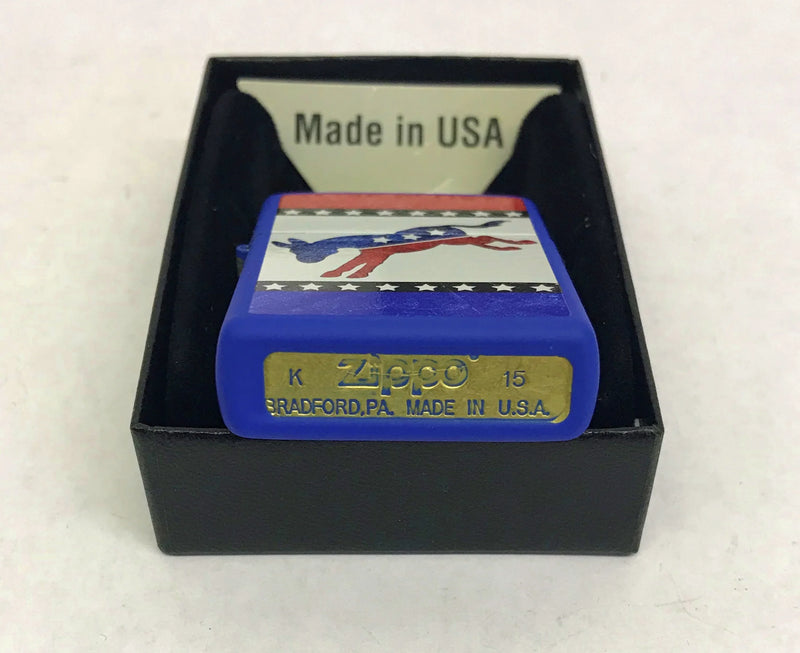 Made in USA
K Zippo® 15
BRADFORD,PA. MADE IN U.S.A.